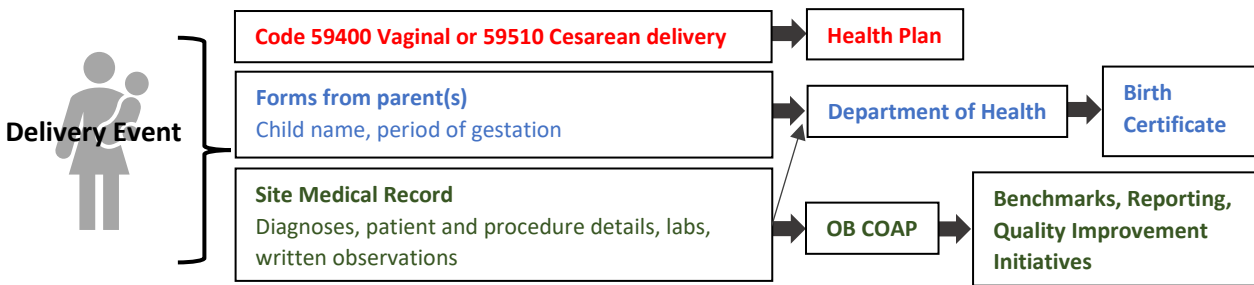 Delivery Event
Code 59400 Vaginal or 59510 Cesarean delivery
Health Plan
Forms from parent(s)
Child name, period of gestation
Department of Health
Birth
Certificate
Site Medical Record
Diagnoses, patient and procedure details, labs,
written observations
OB COAP
Benchmarks, Reporting,
Quality Improvement
Initiatives